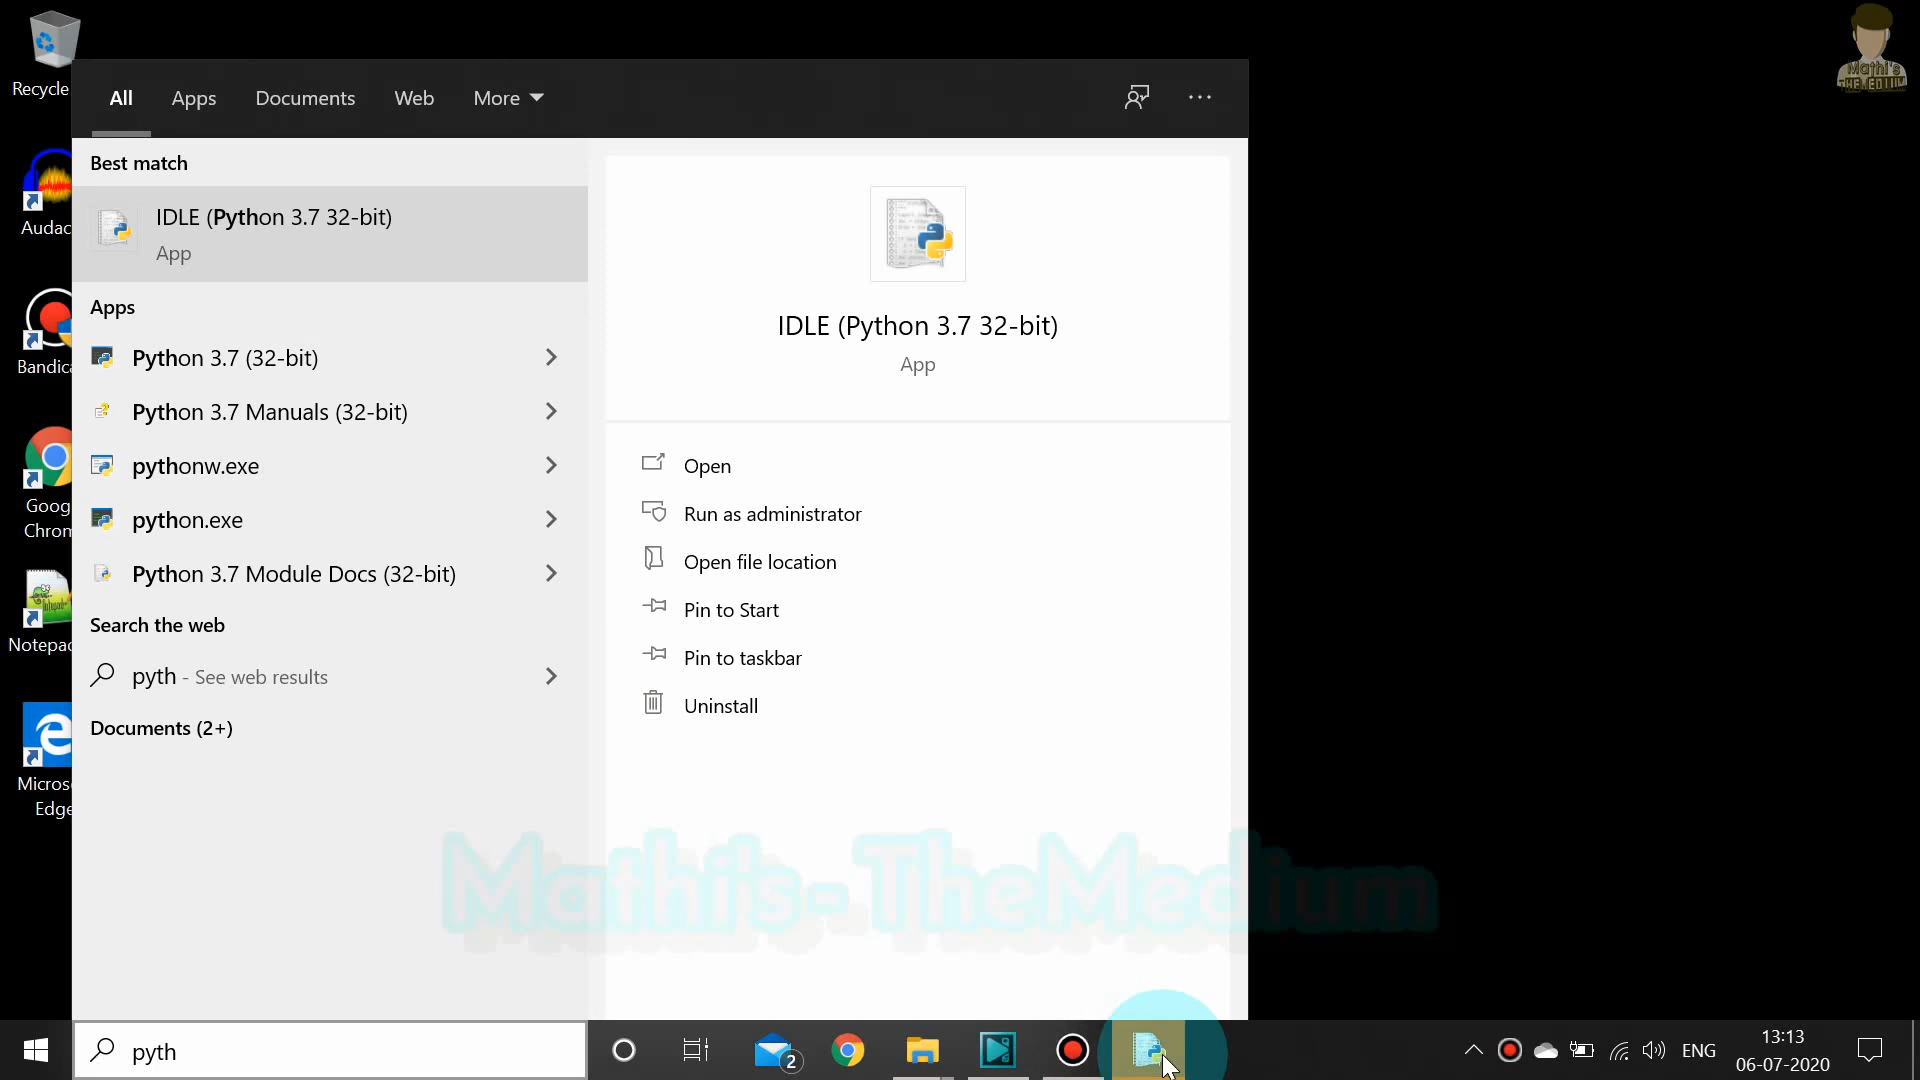 Recycle
Audac
Bandica
Goog
Chrom
Notepac
Micros
Edge
All
Apps
Documents
Web
More
Best match
IDLE (Python 3.7 32-bit)
App
Apps
Python 3.7 (32-bit)
Python 3.7 Manuals (32-bit)
pythonw.exe
python.exe
Python 3.7 Module Docs (32-bit)
Search the web
pyth - See web results
Documents (2+)
IDLE (Python 3.7 32-bit)
App
Open
Run as administrator
Open file location
Pin to Start
Pin to taskbar
Uninstall
Mathi's
THEMEDIUM
Mathi's - TheMedium
pyth
2
ENG
13:13
06-07-2020